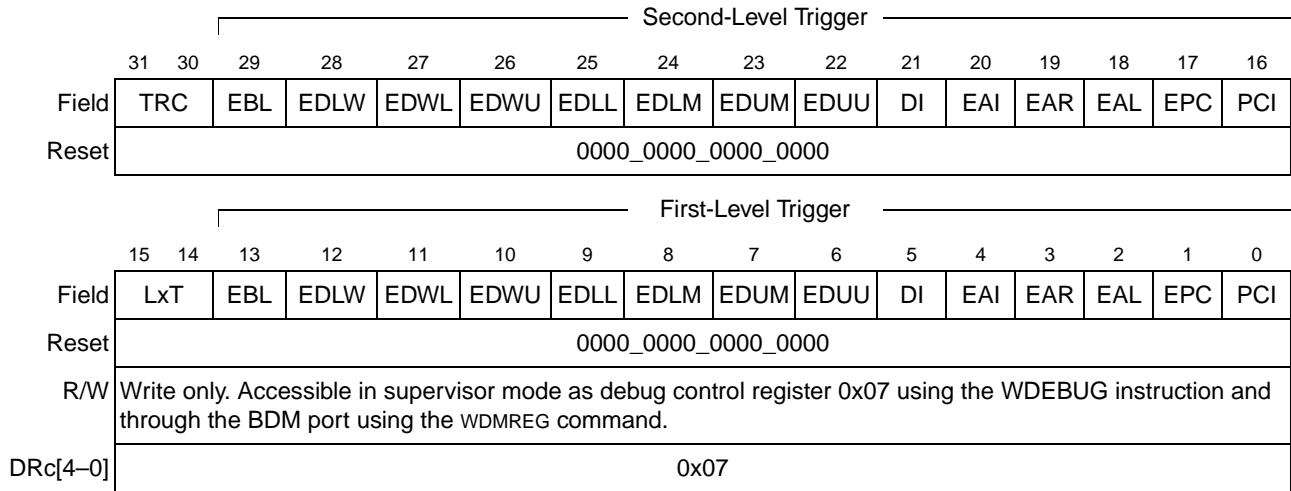 Second-Level Trigger
31 30 29 28 27 26 25 24 23 22 21 20 19 18 17 16
Field TRC EBL EDLW EDWL EDWU EDLL EDLM EDUM EDUU DI EAI EAR EAL EPC PCI
Reset 0000_0000_0000_0000
First-Level Trigger
15 14 13 12 11 10 9 8 7 6 5 4 3 2 1 0
Field LxT EBL EDLW EDWL EDWU EDLL EDLM EDUM EDUU DI EAI EAR EAL EPC PCI
Reset 0000_0000_0000_0000
R/W Write only. Accessible in supervisor mode as debug control register 0x07 using the WDEBUG instruction and
through the BDM port using the WDMREG command.
DRc[4–0] 0x07